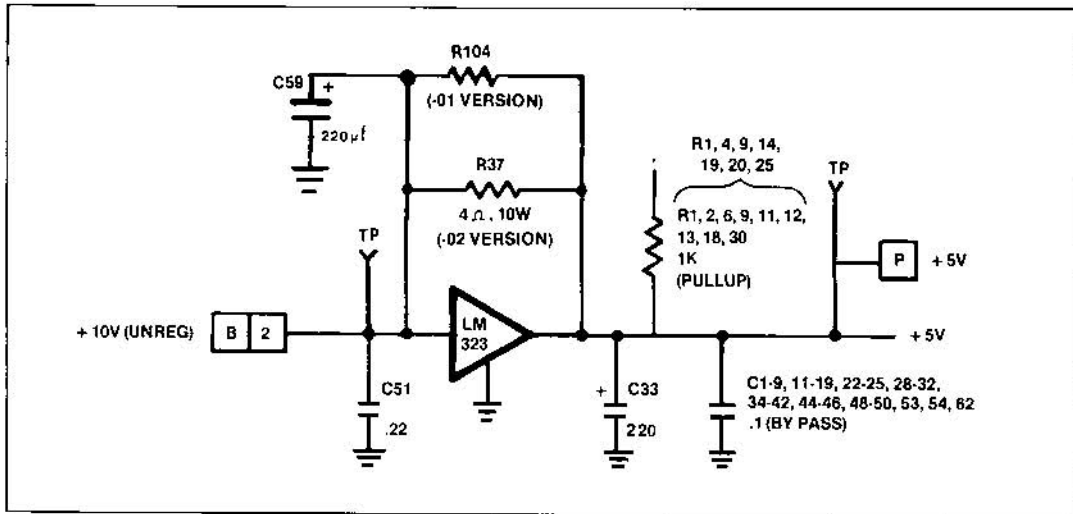 R104
(-01 VERSION)
C59 +
220µf
R37
4Ω, 10W
(-02 VERSION)
R1, 4, 9, 14,
19, 20, 25
R1, 2, 6, 9, 11, 12,
13, 18, 30
1K
(PULLUP)
TP
TP
P +5V
+10V (UNREG) B 2
LM
323
+5V
C51
.22
+ C33
220
C1-9, 11-19, 22-25, 28-32,
34-42, 44-46, 48-50, 53, 54, 62
.1 (BY PASS)